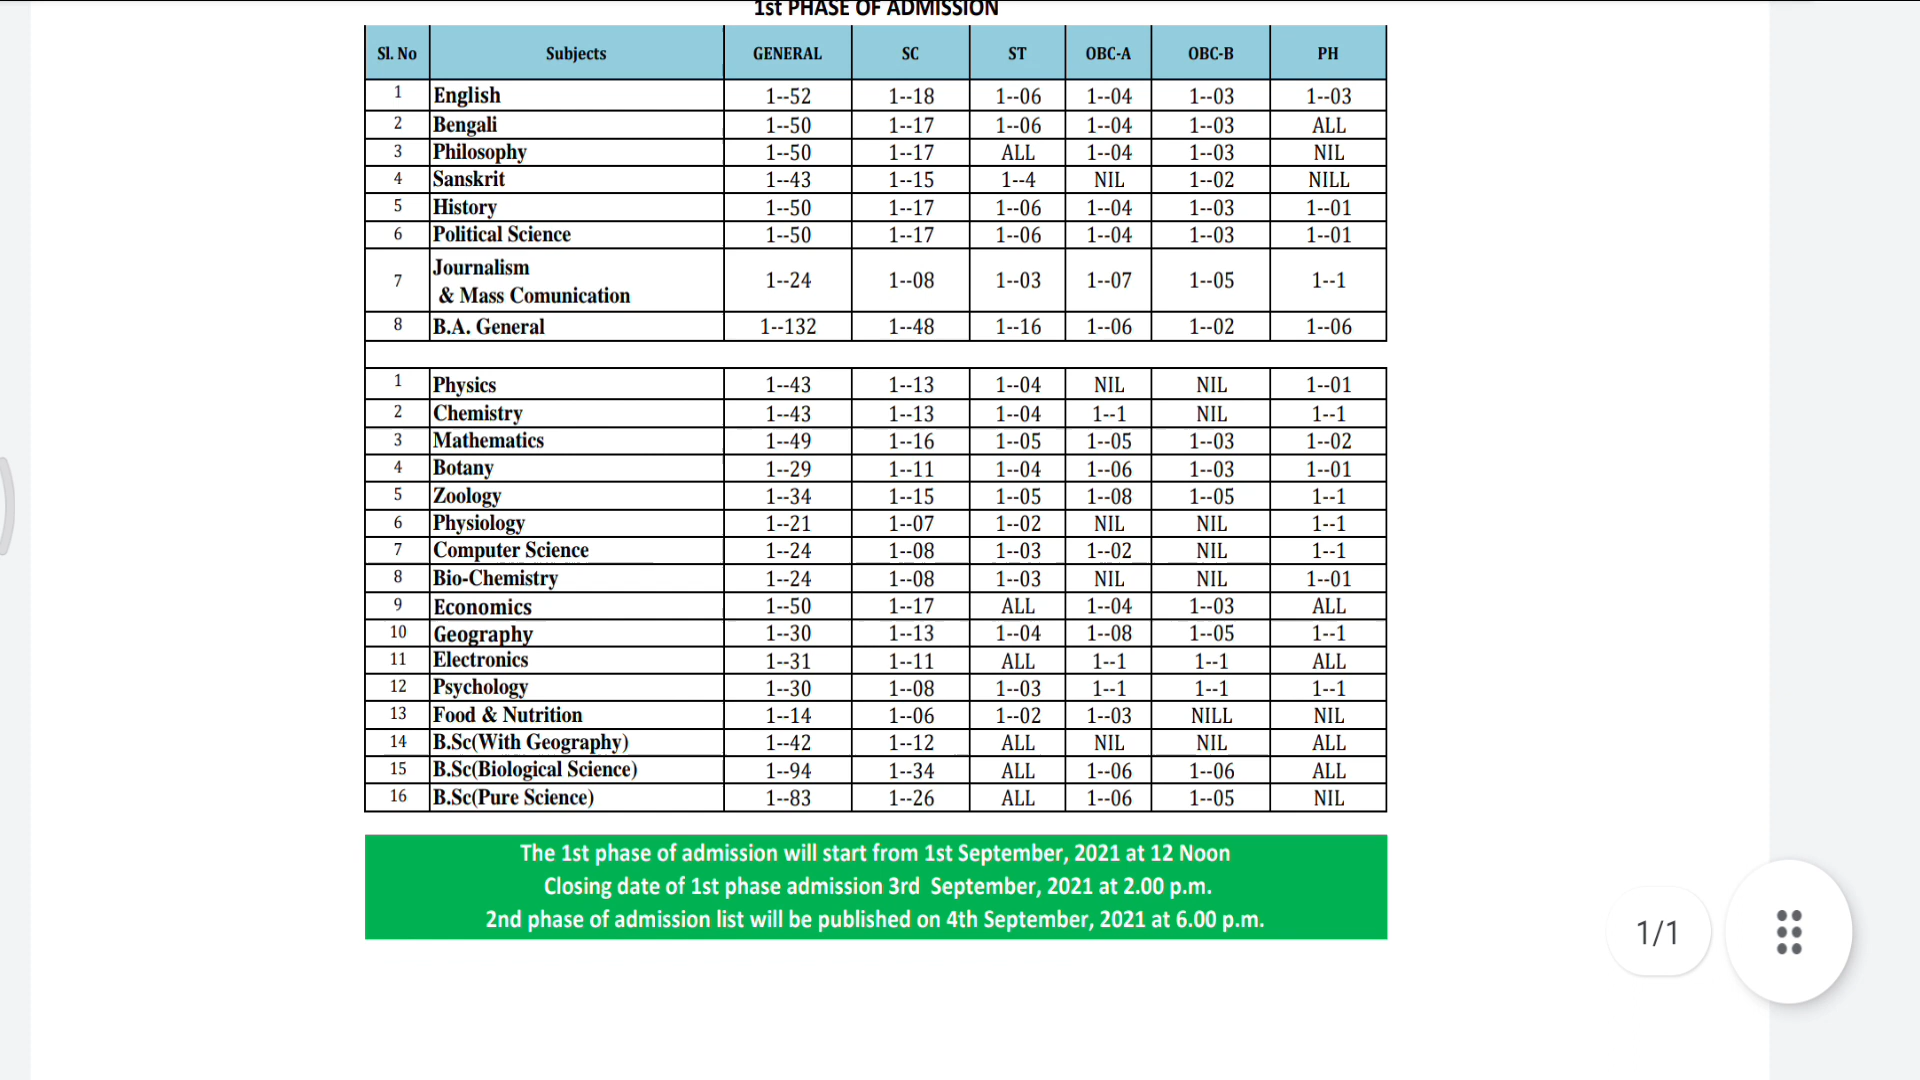 1st PHASE OF ADMISSION
Sl. No Subjects GENERAL SC ST OBC-A OBC-B PH
1 English 1--52 1--18 1--06 1--04 1--03 1--03
2 Bengali 1--50 1--17 1--06 1--04 1--03 ALL
3 Philosophy 1--50 1--17 ALL 1--04 1--03 NIL
4 Sanskrit 1--43 1--15 1--4 NIL 1--02 NILL
5 History 1--50 1--17 1--06 1--04 1--03 1--01
6 Political Science 1--50 1--17 1--06 1--04 1--03 1--01
7 Journalism
& Mass Comunication 1--24 1--08 1--03 1--07 1--05 1--1
8 B.A. General 1--132 1--48 1--16 1--06 1--02 1--06
1 Physics 1--43 1--13 1--04 NIL NIL 1--01
2 Chemistry 1--43 1--13 1--04 1--1 NIL 1--1
3 Mathematics 1--49 1--16 1--05 1--05 1--03 1--02
4 Botany 1--29 1--11 1--04 1--06 1--03 1--01
5 Zoology 1--34 1--15 1--05 1--08 1--05 1--1
6 Physiology 1--21 1--07 1--02 NIL NIL 1--1
7 Computer Science 1--24 1--08 1--03 1--02 NIL 1--1
8 Bio-Chemistry 1--24 1--08 1--03 NIL NIL 1--01
9 Economics 1--50 1--17 ALL 1--04 1--03 ALL
10 Geography 1--30 1--13 1--04 1--08 1--05 1--1
11 Electronics 1--31 1--11 ALL 1--1 1--1 ALL
12 Psychology 1--30 1--08 1--03 1--1 1--1 1--1
13 Food & Nutrition 1--14 1--06 1--02 1--03 NILL NIL
14 B.Sc(With Geography) 1--42 1--12 ALL NIL NIL ALL
15 B.Sc(Biological Science) 1--94 1--34 ALL 1--06 1--06 ALL
16 B.Sc(Pure Science) 1--83 1--26 ALL 1--06 1--05 NIL
The 1st phase of admission will start from 1st September, 2021 at 12 Noon
Closing date of 1st phase admission 3rd September, 2021 at 2.00 p.m.
2nd phase of admission list will be published on 4th September, 2021 at 6.00 p.m.
1/1